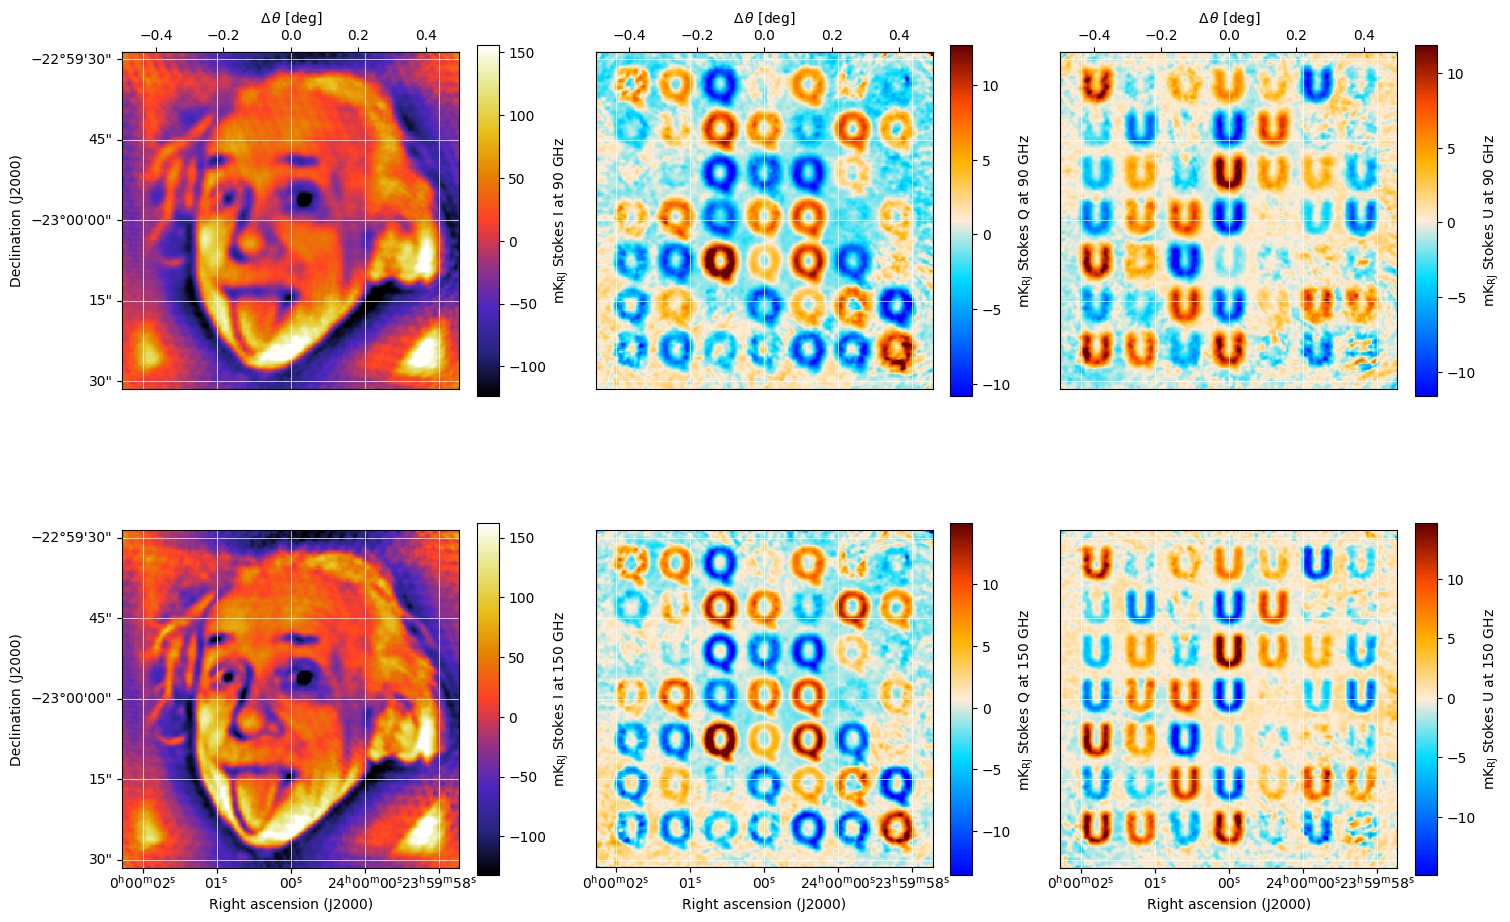 Δθ [deg]
−0.4 −0.2 0.0 0.2 0.4
−22°59'30"
45"
−23°00'00"
15"
30"
Declination (J2000)
150
100
50
0
−50
−100
mK_RJ Stokes I at 90 GHz
Δθ [deg]
−0.4 −0.2 0.0 0.2 0.4
Q Q Q Q Q Q Q
Q Q Q Q Q Q Q
Q Q Q Q
Q Q Q Q Q Q
Q Q Q Q Q Q
Q Q Q Q Q Q
Q Q Q Q Q Q Q
10
5
0
−5
−10
mK_RJ Stokes Q at 90 GHz
Δθ [deg]
−0.4 −0.2 0.0 0.2 0.4
U U U U U U
U U U U
U U U U U U U
U U U U U U
U U U U
U U U U U U U
U U U U U
10
5
0
−5
−10
mK_RJ Stokes U at 90 GHz
−22°59'30"
45"
−23°00'00"
15"
30"
Declination (J2000)
0ʰ00ᵐ02ˢ 01ˢ 00ˢ 24ʰ00ᵐ00ˢ 23ʰ59ᵐ58ˢ
Right ascension (J2000)
150
100
50
0
−50
−100
mK_RJ Stokes I at 150 GHz
Q Q Q Q Q Q
Q Q Q Q Q Q Q
Q Q Q Q
Q Q Q Q Q Q
Q Q Q Q Q Q
Q Q Q Q Q Q
Q Q Q Q Q Q Q
0ʰ00ᵐ02ˢ 01ˢ 00ˢ 24ʰ00ᵐ00ˢ 23ʰ59ᵐ58ˢ
Right ascension (J2000)
10
5
0
−5
−10
mK_RJ Stokes Q at 150 GHz
U U U U U U
U U U U
U U U U U U U
U U U U U U
U U U U
U U U U U U U
U U U U U
0ʰ00ᵐ02ˢ 01ˢ 00ˢ 24ʰ00ᵐ00ˢ 23ʰ59ᵐ58ˢ
Right ascension (J2000)
10
5
0
−5
−10
mK_RJ Stokes U at 150 GHz